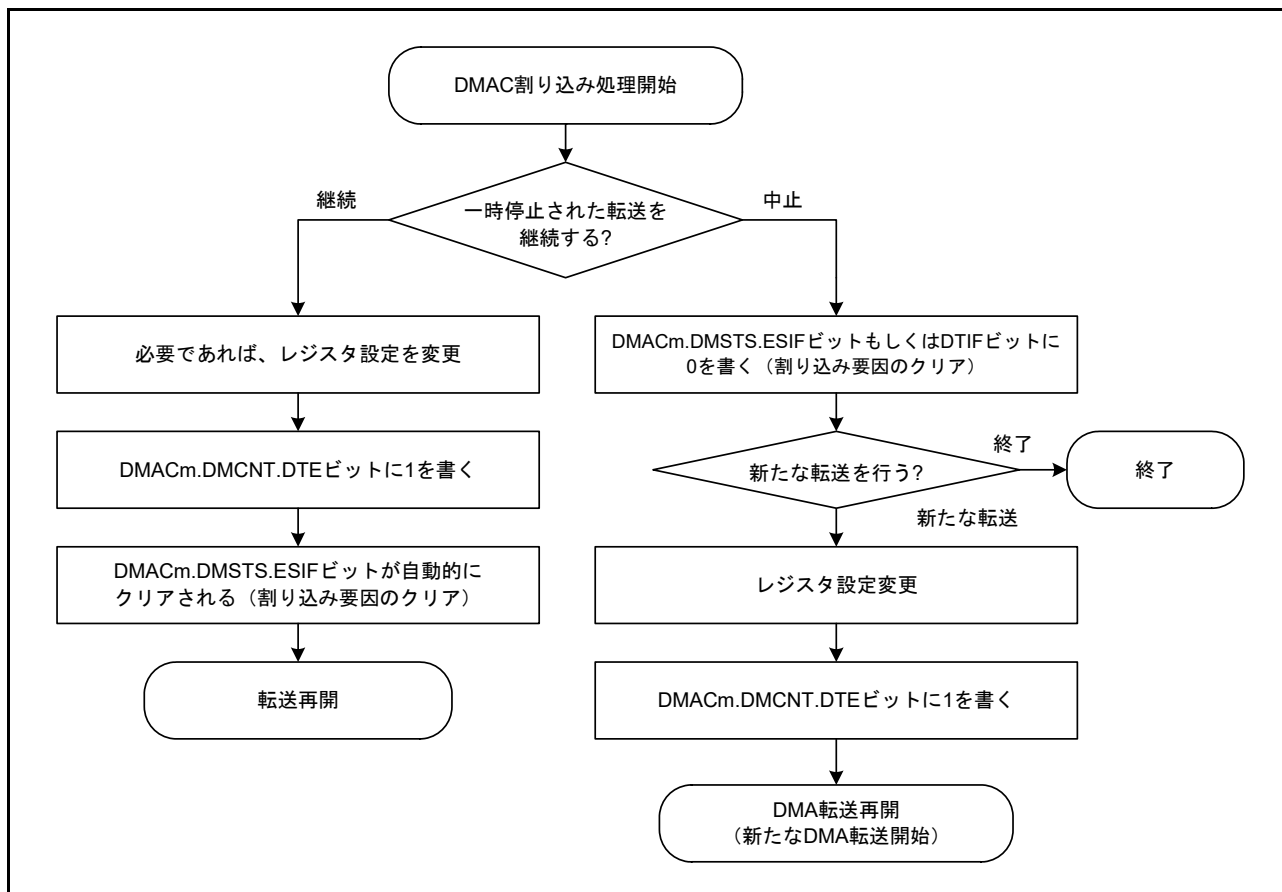 DMAC割り込み処理開始
継続
一時停止された転送を
継続する?
中止
必要であれば、レジスタ設定を変更
DMACm.DMCNT.DTEビットに1を書く
DMACm.DMSTS.ESIFビットが自動的に
クリアされる（割り込み要因のクリア）
転送再開
DMACm.DMSTS.ESIFビットもしくはDTIFビットに
0を書く（割り込み要因のクリア）
新たな転送を行う?
終了
終了
新たな転送
レジスタ設定変更
DMACm.DMCNT.DTEビットに1を書く
DMA転送再開
（新たなDMA転送開始）